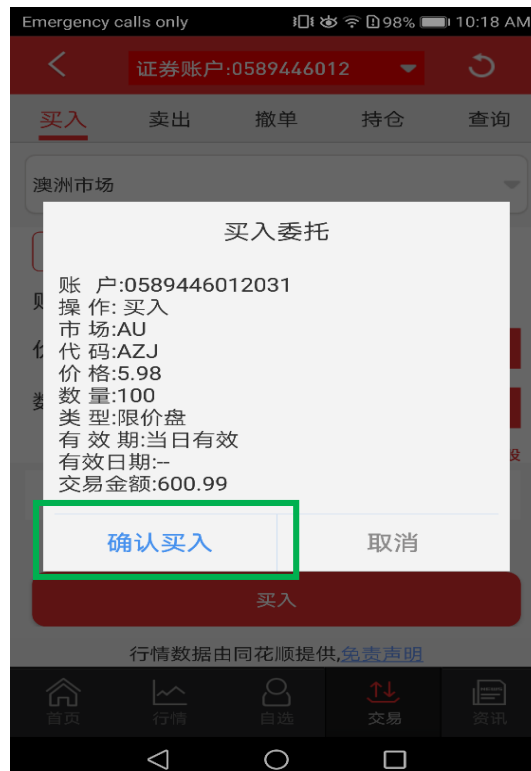 Emergency calls only 98% 10:18 AM
证券账户:0589446012
买入 卖出 撤单 持仓 查询
澳洲市场
买入委托
账 户:0589446012031
操 作: 买入
市 场:AU
代 码:AZJ
价 格:5.98
数 量:100
类 型:限价盘
有 效 期:当日有效
有效日期:--
交易金额:600.99
确认买入 取消
买入
行情数据由同花顺提供,免责声明
首页 行情 自选 交易 资讯